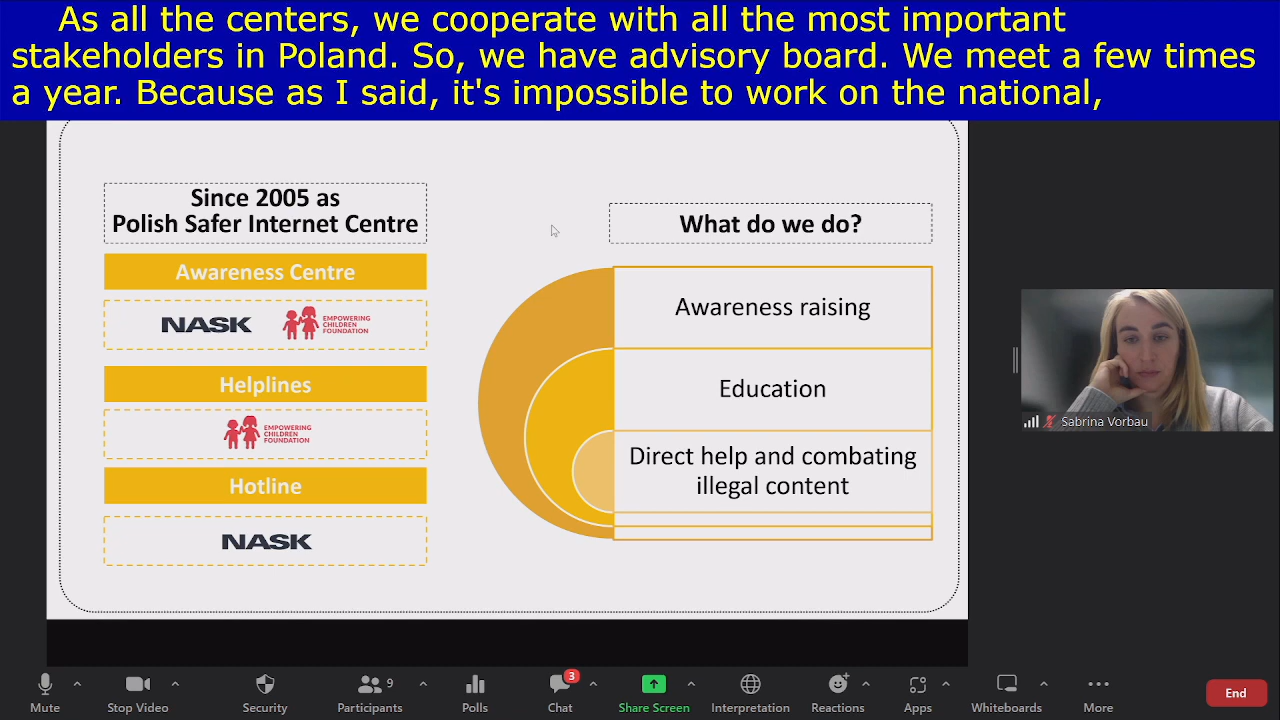 As all the centers, we cooperate with all the most important
stakeholders in Poland. So, we have advisory board. We meet a few times
a year. Because as I said, it's impossible to work on the national,
Since 2005 as
Polish Safer Internet Centre
Awareness Centre
NASK
EMPOWERING
CHILDREN
FOUNDATION
Helplines
EMPOWERING
CHILDREN
FOUNDATION
Hotline
NASK
What do we do?
Awareness raising
Education
Direct help and combating
illegal content
Sabrina Vorbau
Mute
Stop Video
Security
9
Participants
Polls
3
Chat
Share Screen
Interpretation
Reactions
Apps
Whiteboards
More
End